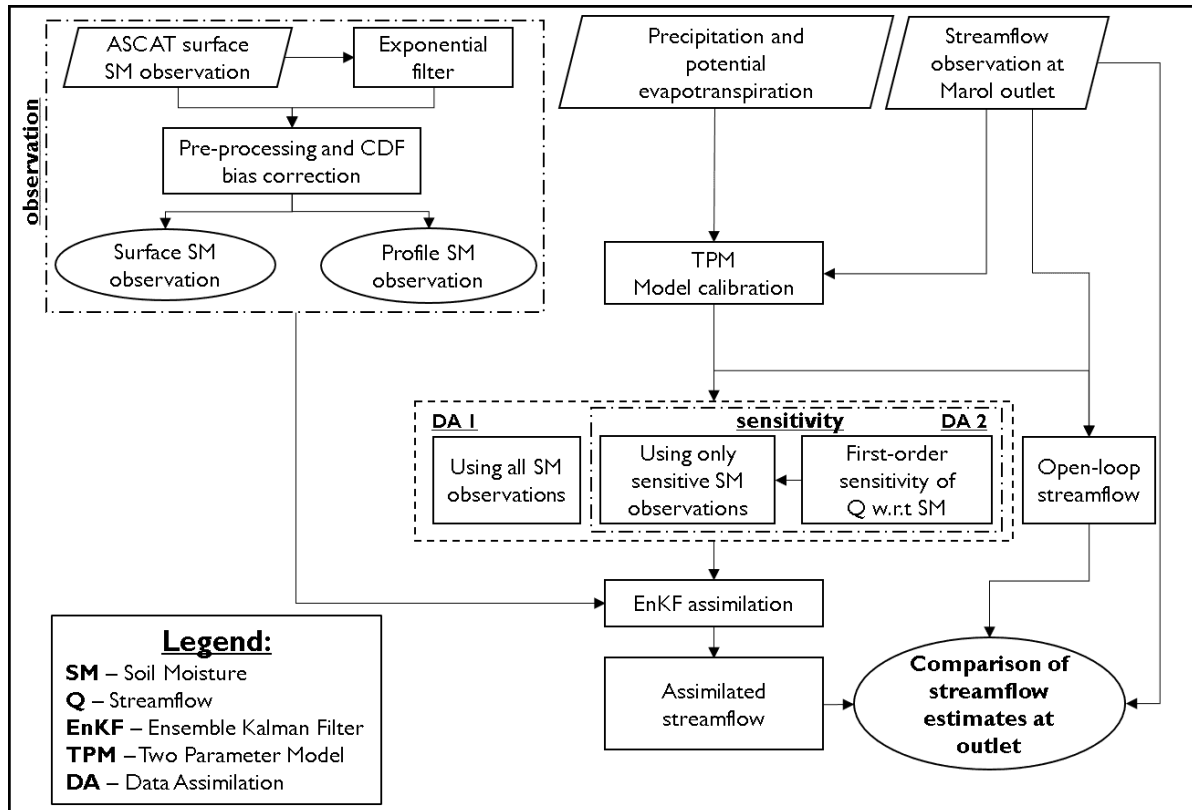 ASCAT surface
SM observation
Exponential
filter
Precipitation and
potential
evapotranspiration
Streamflow
observation at
Marol outlet
observation
Pre-processing and CDF
bias correction
Surface SM
observation
Profile SM
observation
TPM
Model calibration
DA 1
sensitivity
DA 2
Using all SM
observations
Using only
sensitive SM
observations
First-order
sensitivity of
Q w.r.t SM
Open-loop
streamflow
EnKF assimilation
Assimilated
streamflow
Comparison of
streamflow
estimates at
outlet
Legend:
SM – Soil Moisture
Q – Streamflow
EnKF – Ensemble Kalman Filter
TPM – Two Parameter Model
DA – Data Assimilation